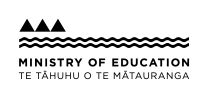 MINISTRY OF EDUCATION
TE TĀHUHU O TE MĀTAURANGA